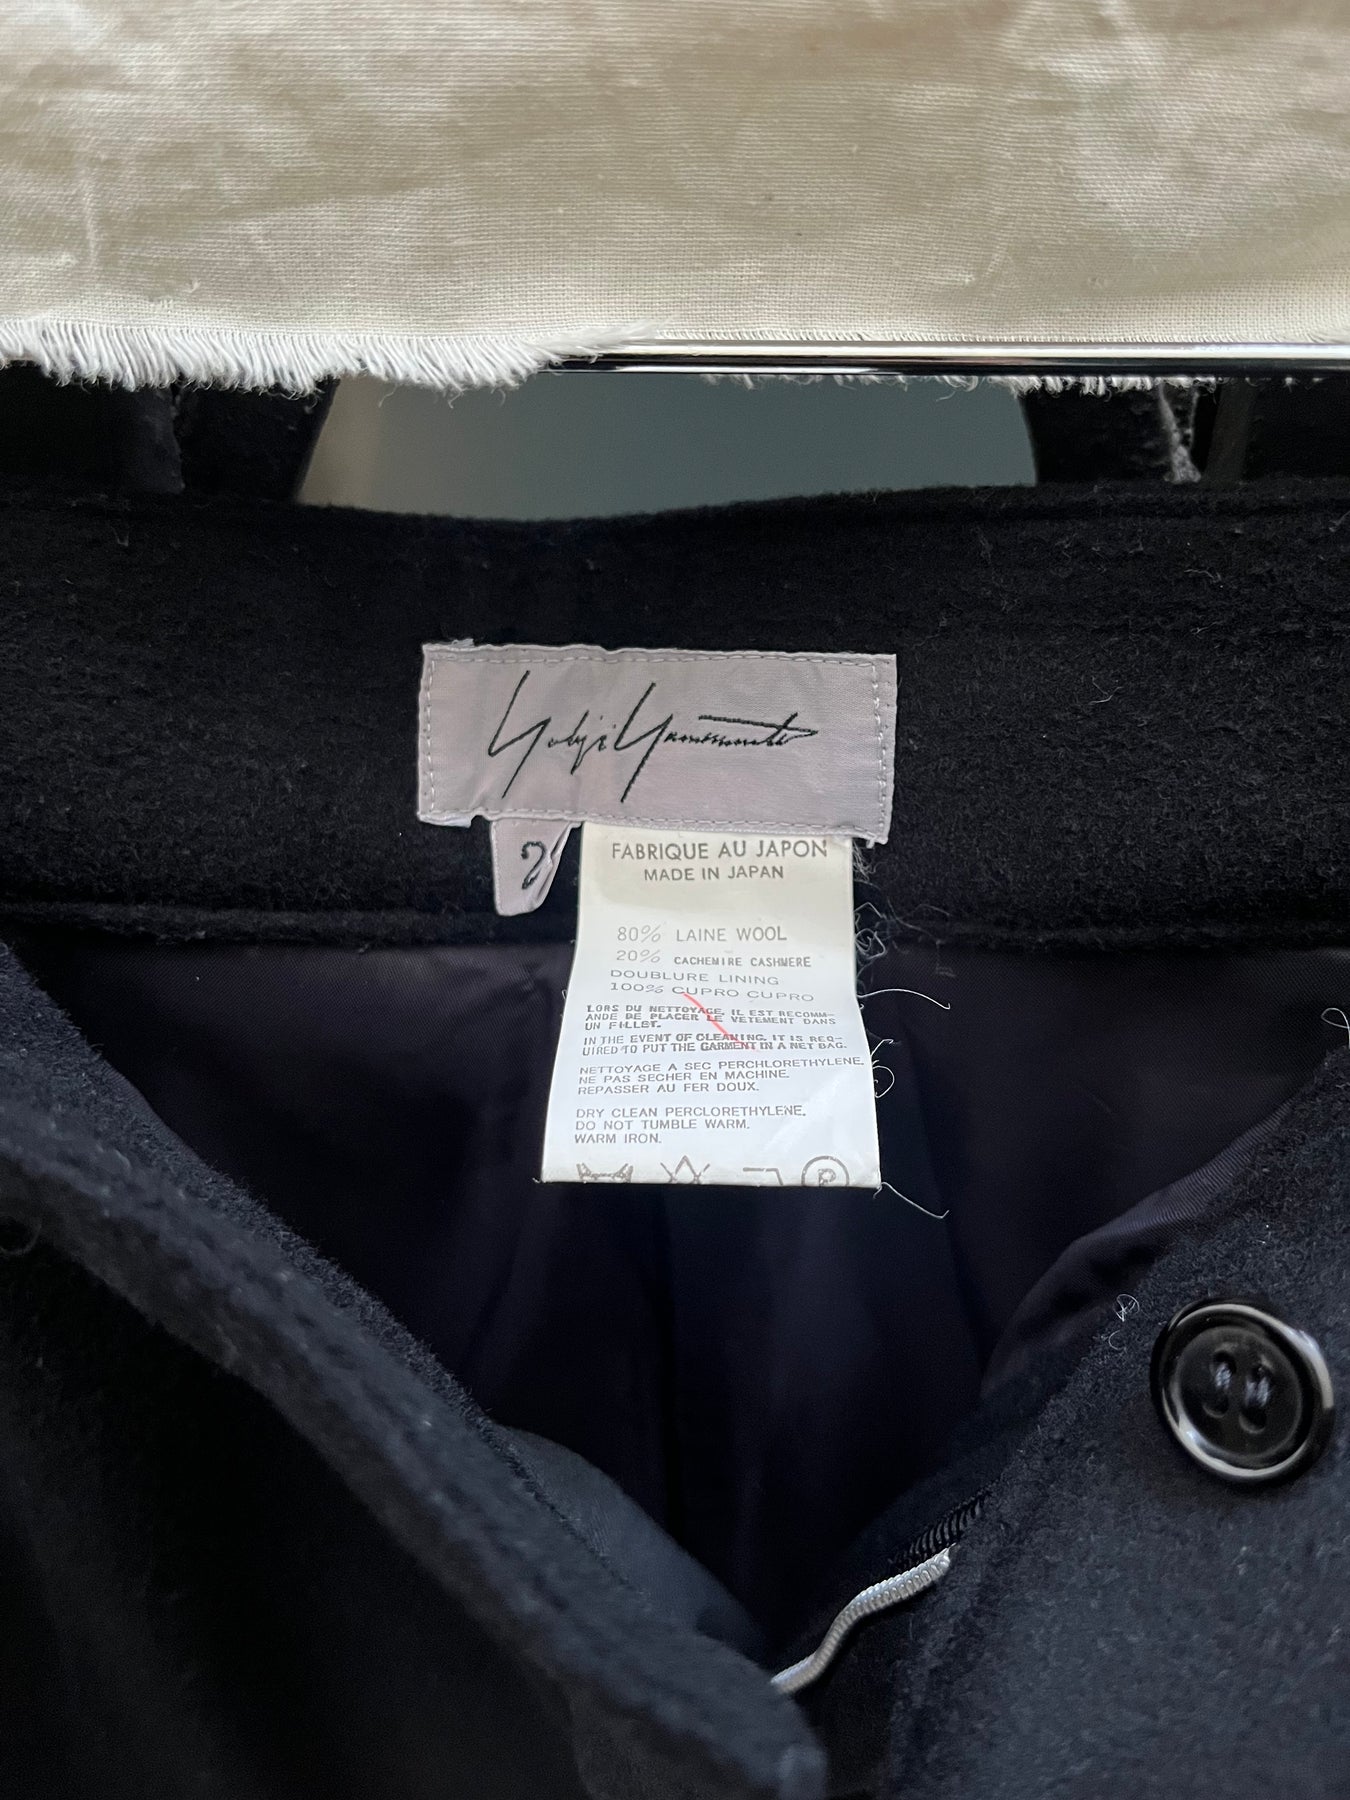 Yohji Yamamoto
2
FABRIQUE AU JAPON
MADE IN JAPAN
80% LAINE WOOL
20% CACHEMIRE CASHMERE
DOUBLURE LINING
100% CUPRO CUPRO
LORS DU NETTOYAGE, IL EST RECOMM-
ANDE DE PLACER LE VETEMENT DANS
UN FILLET.
IN THE EVENT OF CLEANING, IT IS REQ-
UIRED TO PUT THE GARMENT IN A NET BAG.
NETTOYAGE A SEC PERCHLORETHYLENE.
NE PAS SECHER EN MACHINE.
REPASSER AU FER DOUX.
DRY CLEAN PERCLORETHYLENE.
DO NOT TUMBLE WARM.
WARM IRON.
P